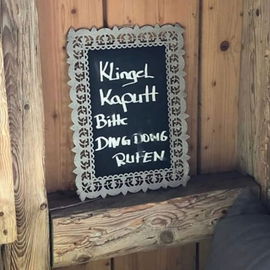 Klingel
Kaputt
Bitte
DING DONG
RUFEN